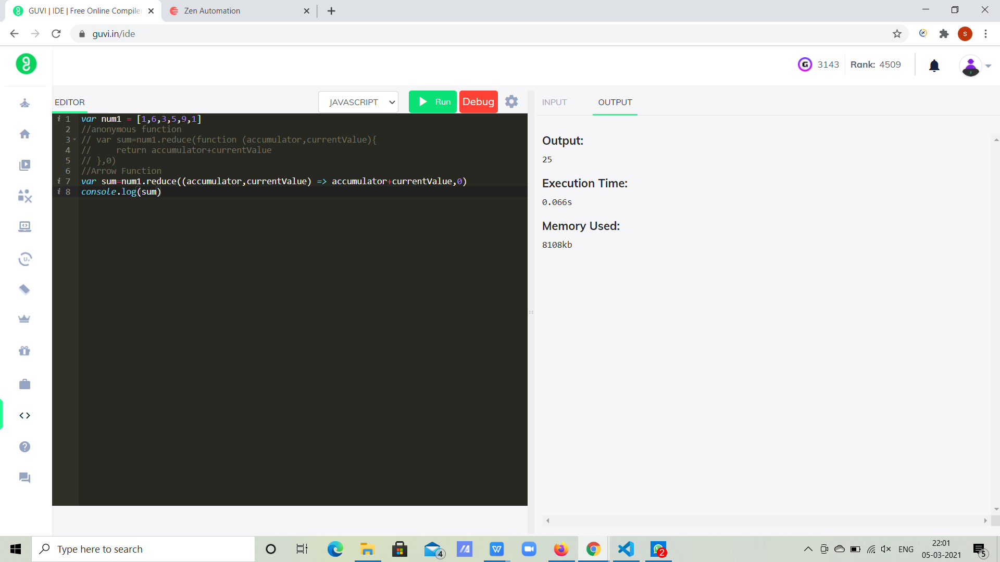 GUVI | IDE | Free Online Compiler
Zen Automation
guvi.in/ide
S
G 3143 Rank: 4509
EDITOR
JAVASCRIPT
Run
Debug
INPUT
OUTPUT
i 1 var num1 = [1,6,3,5,9,1]
2 //anonymous function
3 // var sum=num1.reduce(function (accumulator,currentValue){
4 //     return accumulator+currentValue
5 // },0)
6 //Arrow Function
i 7 var sum=num1.reduce((accumulator,currentValue) => accumulator+currentValue,0)
i 8 console.log(sum)
Output:
25
Execution Time:
0.066s
Memory Used:
8108kb
Type here to search
4
W
2
ENG
22:01
05-03-2021
5